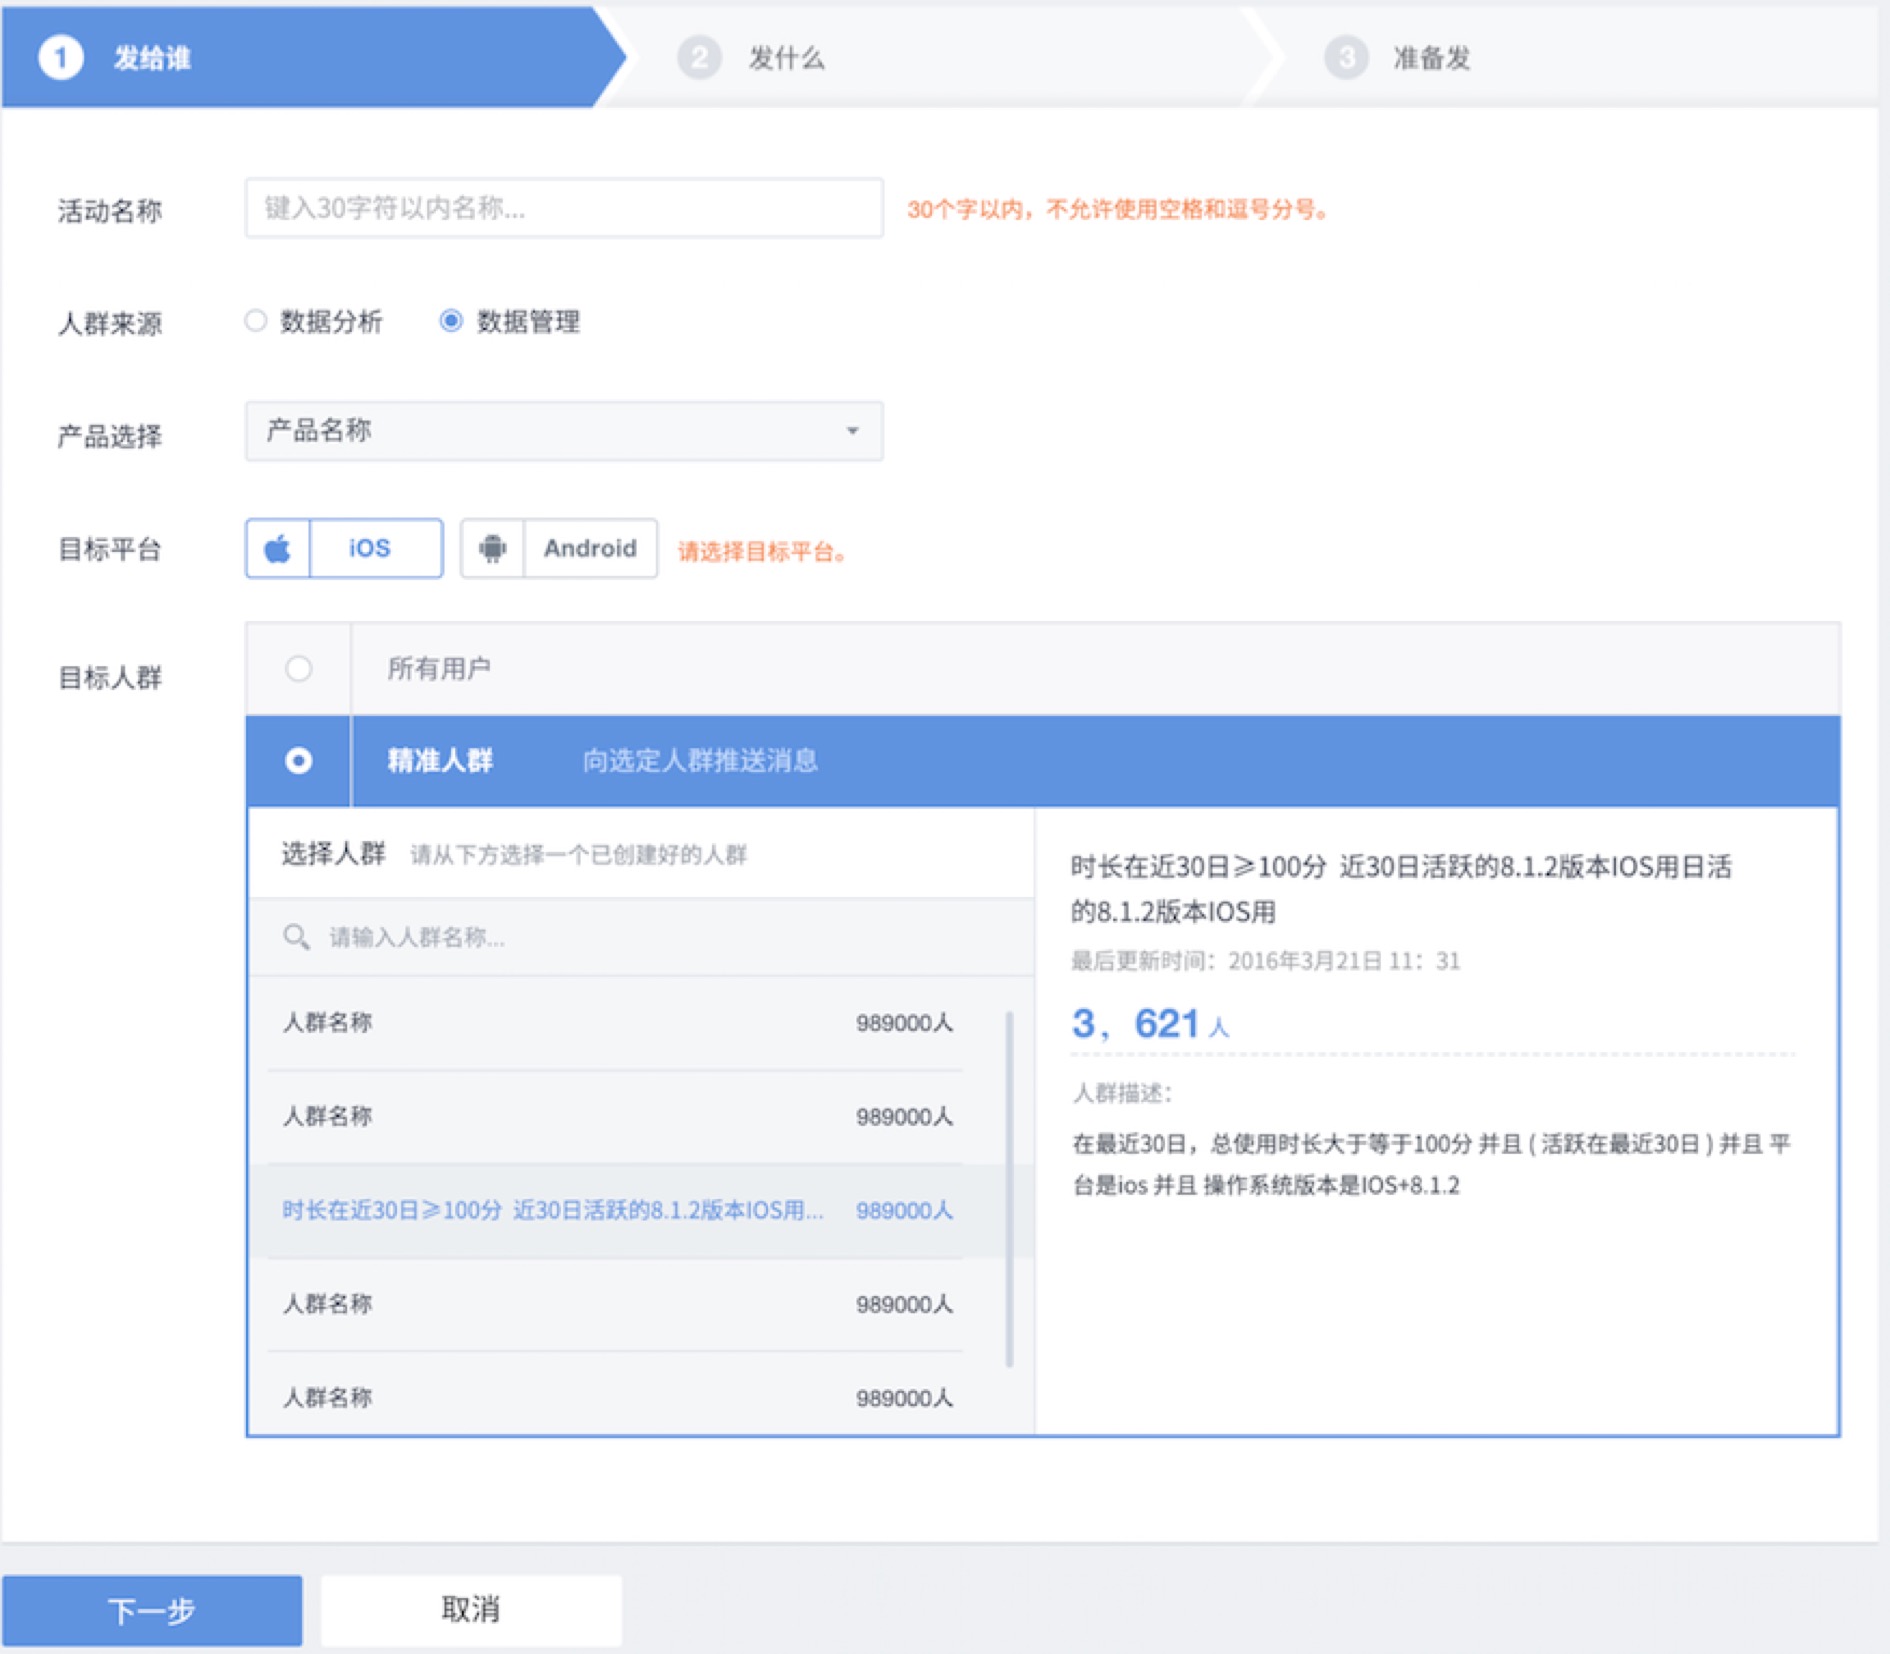 1 发给谁
2 发什么
3 准备发
活动名称 键入30字符以内名称... 30个字以内，不允许使用空格和逗号分号。
人群来源 数据分析 数据管理
产品选择 产品名称
目标平台 iOS Android 请选择目标平台。
目标人群 所有用户
精准人群 向选定人群推送消息
选择人群 请从下方选择一个已创建好的人群
请输入人群名称...
人群名称 989000人
人群名称 989000人
时长在近30日≥100分 近30日活跃的8.1.2版本IOS用... 989000人
人群名称 989000人
人群名称 989000人
时长在近30日≥100分 近30日活跃的8.1.2版本IOS用日活
的8.1.2版本IOS用
最后更新时间：2016年3月21日 11：31
3，621人
人群描述：
在最近30日，总使用时长大于等于100分 并且 ( 活跃在最近30日 ) 并且 平
台是ios 并且 操作系统版本是IOS+8.1.2
下一步
取消